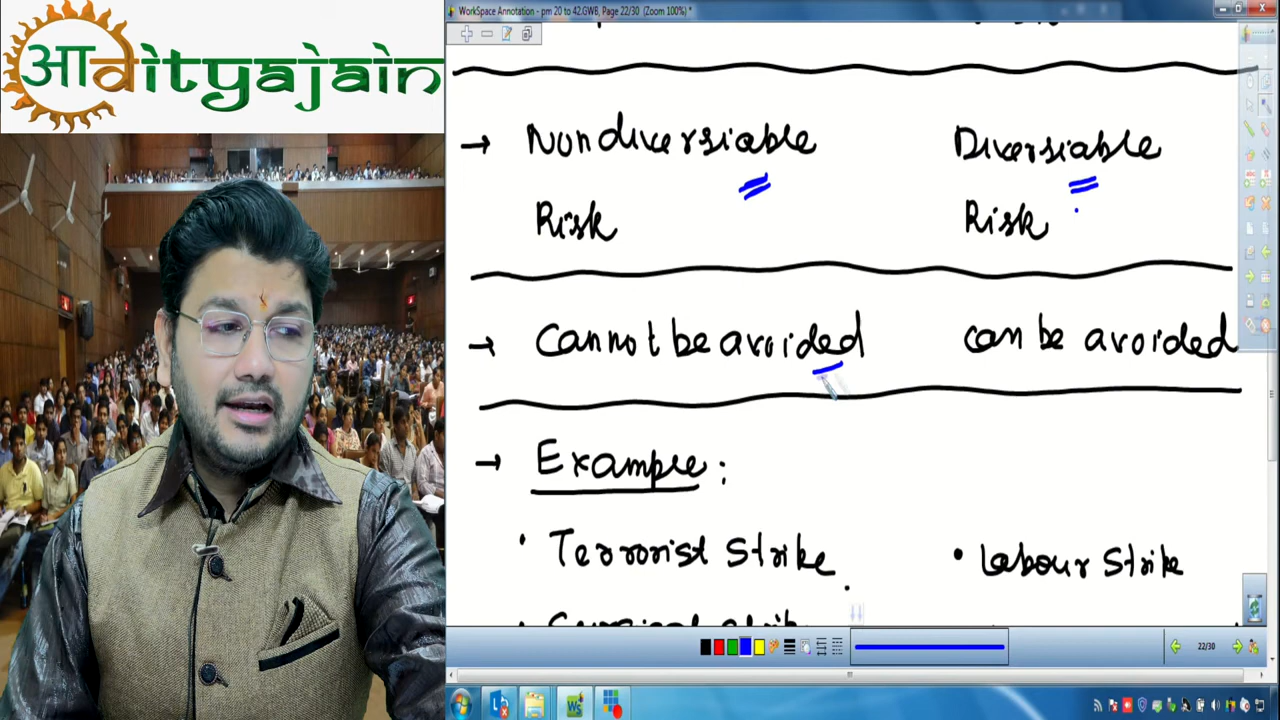 आdityajain
WorkSpace Annotation - pm 20 to 42.GWB, Page 22/30 (Zoom 100%) *
→ Nondiversiable Diversiable
Risk Risk
→ Cannot be avoided can be avoided
→ Example :
• Terrorist Strike • Labour Strike
22/30